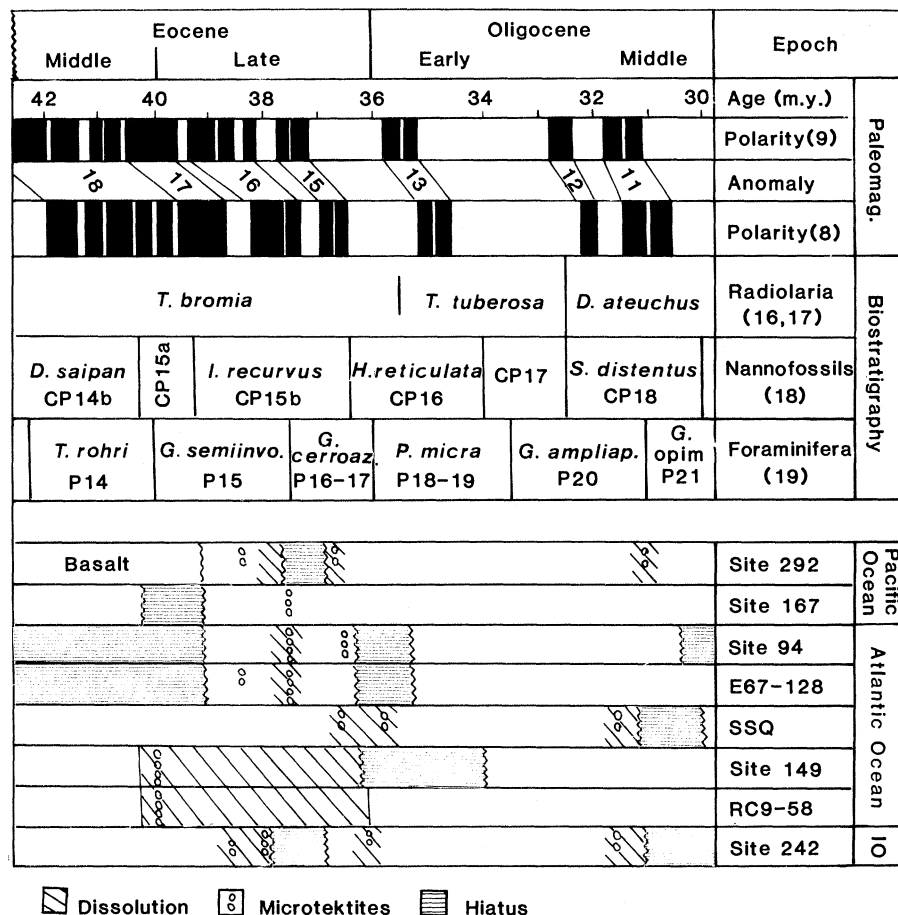 Eocene Oligocene Epoch
Middle Late Early Middle
42 40 38 36 34 32 30 Age (m.y.)
Polarity(9)
18 17 16 15 13 12 11 Anomaly
Polarity(8)
Paleomag.
T. bromia T. tuberosa D. ateuchus Radiolaria
(16,17)
D. saipan CP15a I. recurvus H.reticulata CP17 S. distentus Nannofossils
CP14b CP15b CP16 CP18 (18)
T. rohri G. semiinvo. G. cerroaz. P. micra G. ampliap. G. opim Foraminifera
P14 P15 P16-17 P18-19 P20 P21 (19)
Biostratigraphy
Basalt Site 292
Site 167
Pacific
Ocean
Site 94
E67-128
SSQ
Site 149
RC9-58
Atlantic Ocean
Site 242 IO
Dissolution Microtektites Hiatus